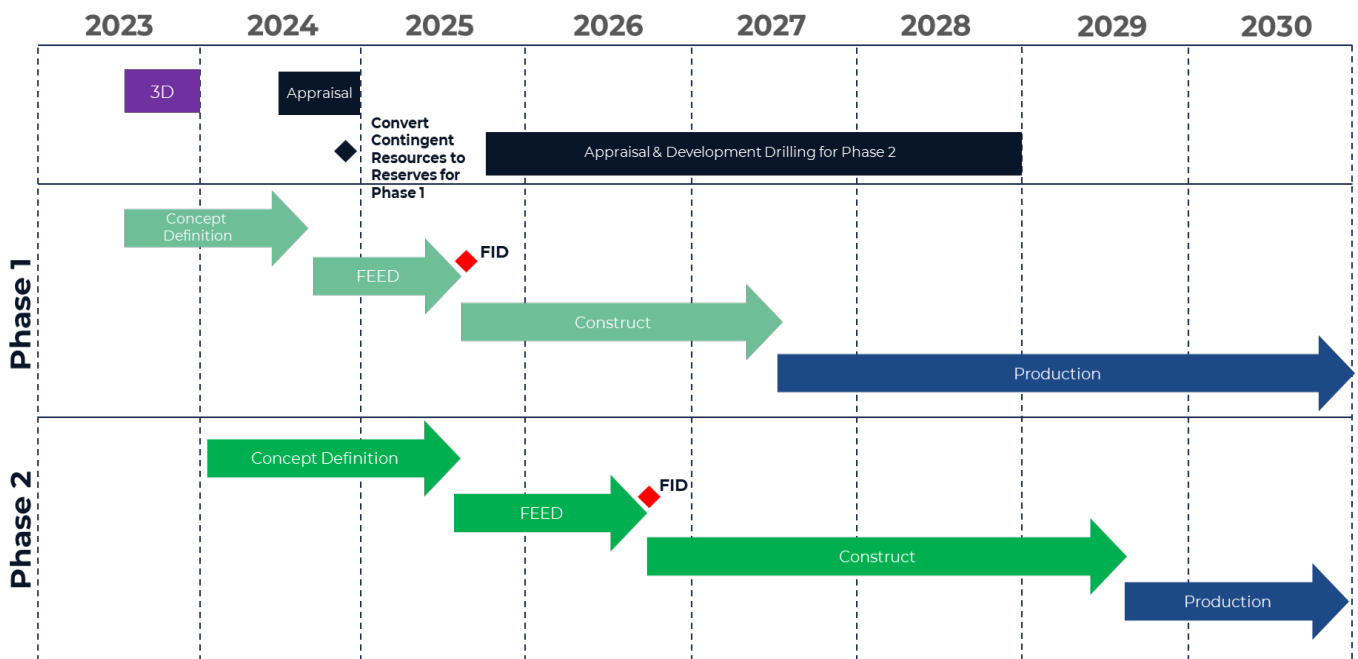 2023 2024 2025 2026 2027 2028 2029 2030
3D
Appraisal
Convert
Contingent
Resources to
Reserves for
Phase 1
Appraisal & Development Drilling for Phase 2
Phase 1
Concept
Definition
FEED
FID
Construct
Production
Phase 2
Concept Definition
FEED
FID
Construct
Production